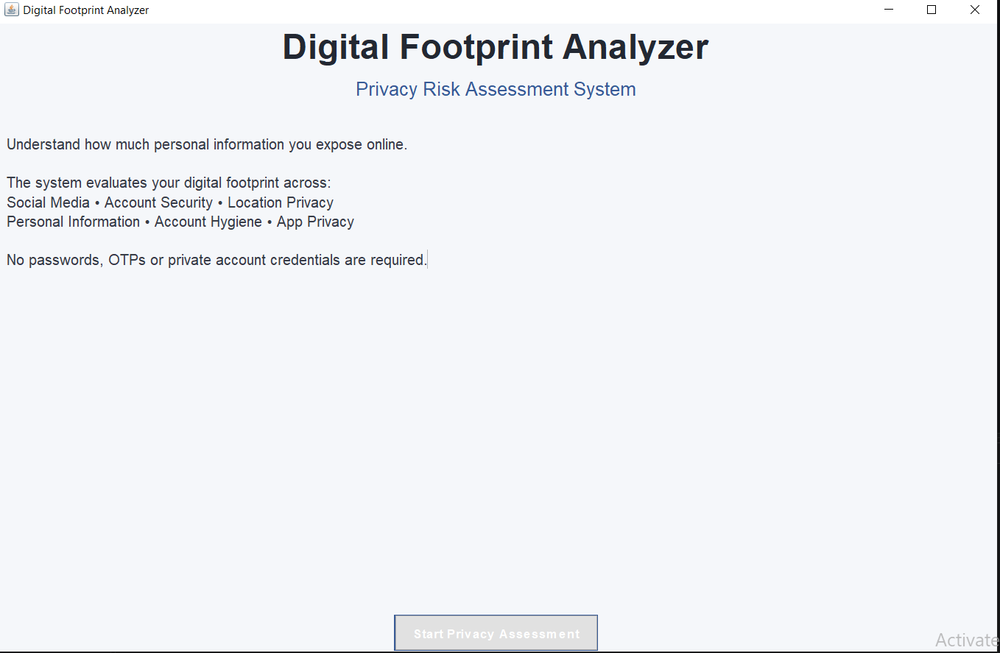 Digital Footprint Analyzer
Digital Footprint Analyzer
Privacy Risk Assessment System
Understand how much personal information you expose online.
The system evaluates your digital footprint across:
Social Media • Account Security • Location Privacy
Personal Information • Account Hygiene • App Privacy
No passwords, OTPs or private account credentials are required.
Start Privacy Assessment
Activate